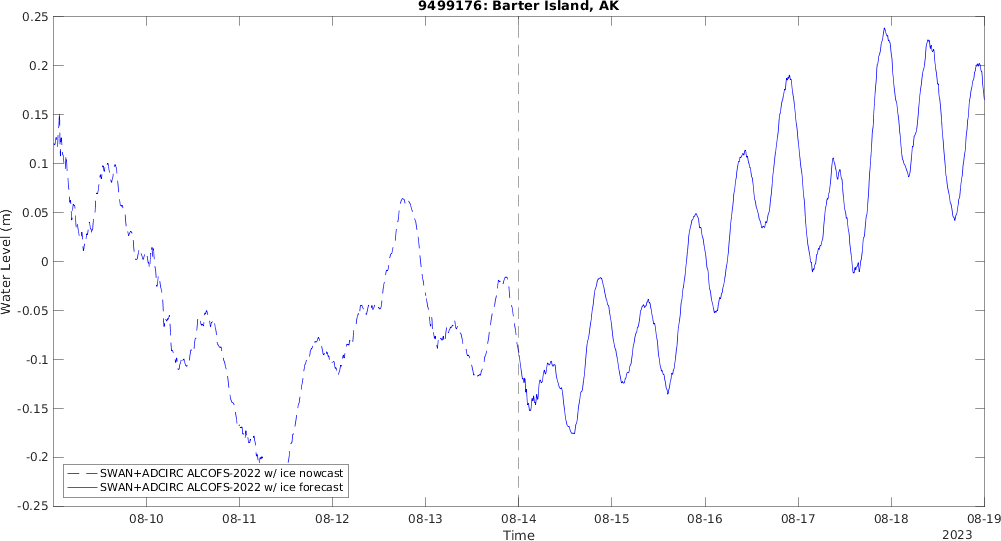 9499176: Barter Island, AK
0.25
0.2
0.15
0.1
0.05
0
-0.05
-0.1
-0.15
-0.2
-0.25
Water Level (m)
SWAN+ADCIRC ALCOFS-2022 w/ ice nowcast
SWAN+ADCIRC ALCOFS-2022 w/ ice forecast
08-10 08-11 08-12 08-13 08-14 08-15 08-16 08-17 08-18 08-19
Time
2023